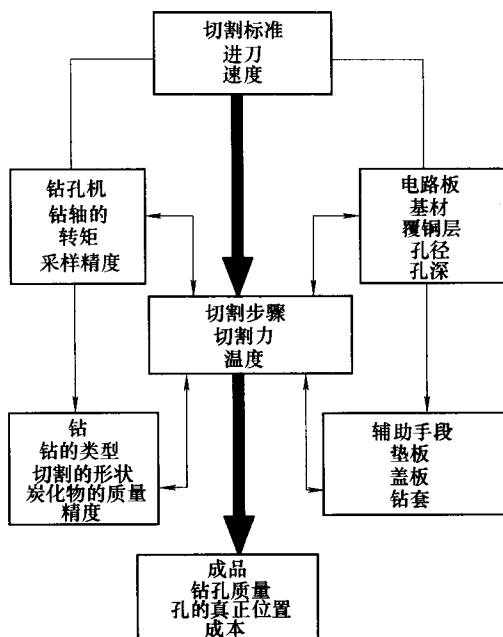 切割标准
进刀
速度
钻孔机
钻轴的
转矩
采样精度
电路板
基材
覆铜层
孔径
孔深
切割步骤
切割力
温度
钻
钻的类型
切割的形状
炭化物的质量
精度
辅助手段
垫板
盖板
钻套
成品
钻孔质量
孔的真正位置
成本